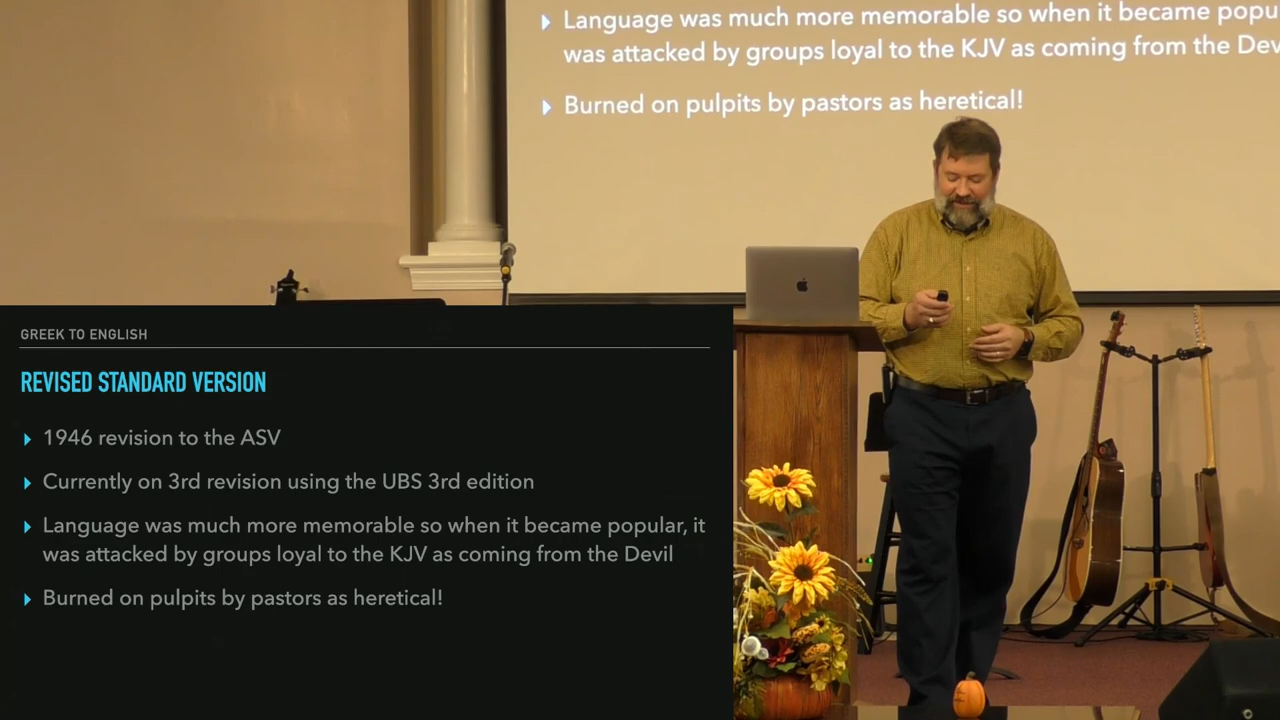 Language was much more memorable so when it became popu
was attacked by groups loyal to the KJV as coming from the Dev
Burned on pulpits by pastors as heretical!
GREEK TO ENGLISH
REVISED STANDARD VERSION
1946 revision to the ASV
Currently on 3rd revision using the UBS 3rd edition
Language was much more memorable so when it became popular, it
was attacked by groups loyal to the KJV as coming from the Devil
Burned on pulpits by pastors as heretical!